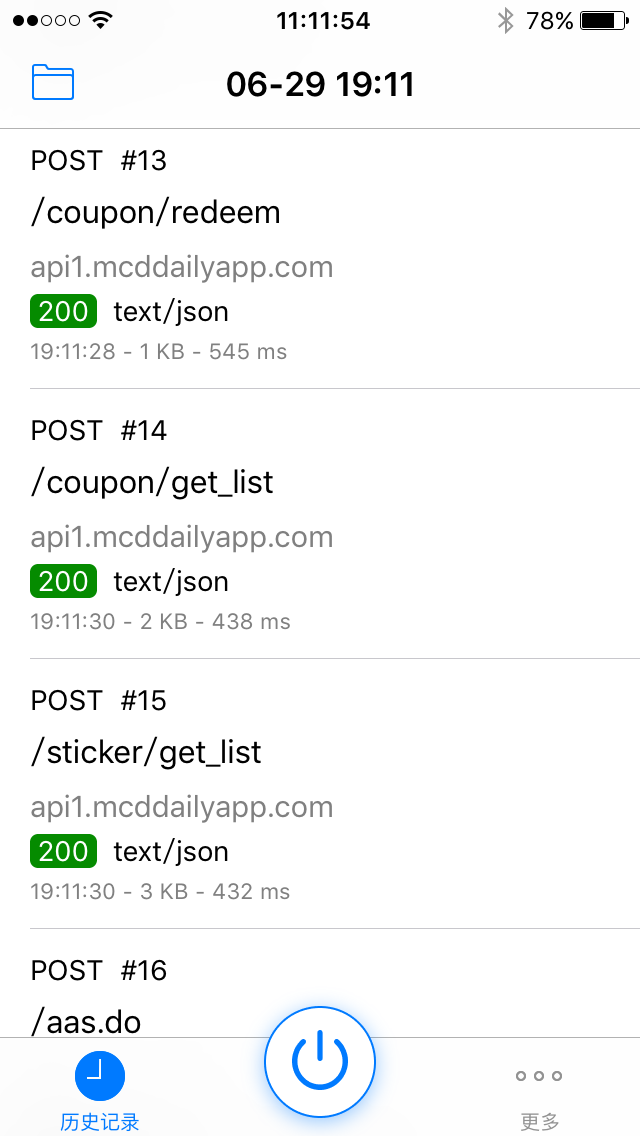 11:11:54 78%
06-29 19:11
POST #13
/coupon/redeem
api1.mcddailyapp.com
200 text/json
19:11:28 - 1 KB - 545 ms
POST #14
/coupon/get_list
api1.mcddailyapp.com
200 text/json
19:11:30 - 2 KB - 438 ms
POST #15
/sticker/get_list
api1.mcddailyapp.com
200 text/json
19:11:30 - 3 KB - 432 ms
POST #16
/aas.do
历史记录 更多